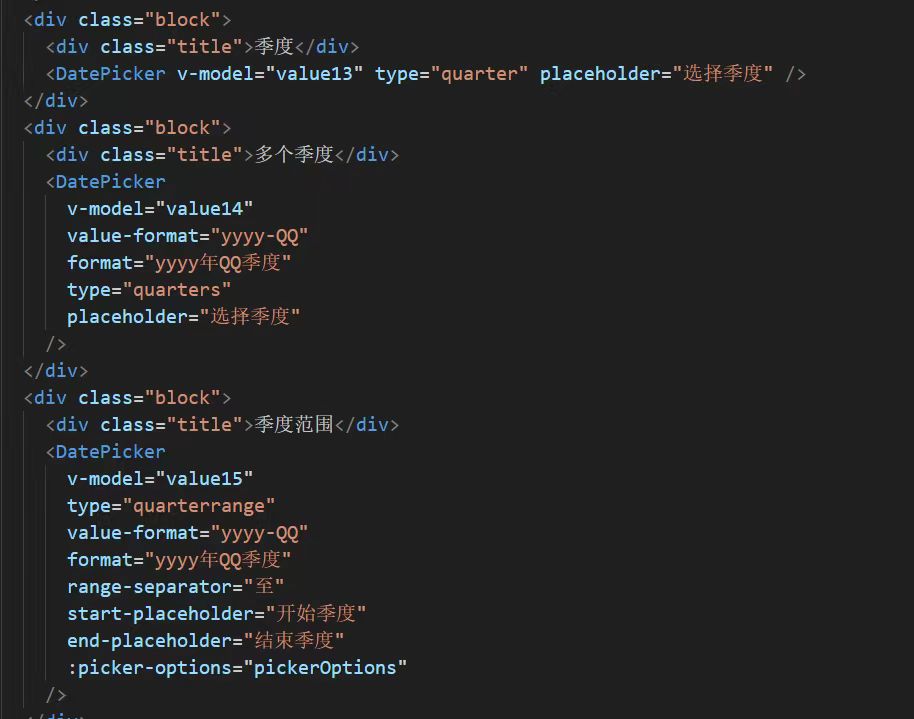 <div class="block">
<div class="title">季度</div>
<DatePicker v-model="value13" type="quarter" placeholder="选择季度" />
</div>
<div class="block">
<div class="title">多个季度</div>
<DatePicker
v-model="value14"
value-format="yyyy-QQ"
format="yyyy年QQ季度"
type="quarters"
placeholder="选择季度"
/>
</div>
<div class="block">
<div class="title">季度范围</div>
<DatePicker
v-model="value15"
type="quarterrange"
value-format="yyyy-QQ"
format="yyyy年QQ季度"
range-separator="至"
start-placeholder="开始季度"
end-placeholder="结束季度"
:picker-options="pickerOptions"
/>
</div>